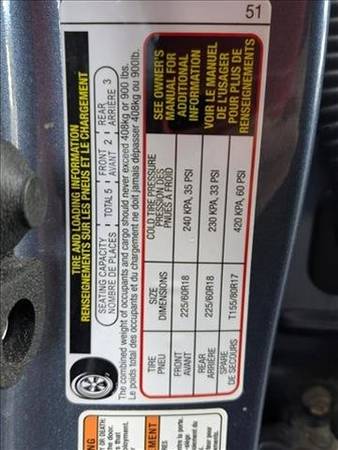 51
TIRE AND LOADING INFORMATION
RENSEIGNEMENTS SUR LES PNEUS ET LE CHARGEMENT
SEATING CAPACITY
NOMBRE DE PLACES
TOTAL 5
FRONT
AVANT 2
REAR
ARRIÈRE 3
The combined weight of occupants and cargo should never exceed 408kg or 900 lbs.
Le poids total des occupants et du chargement ne doit jamais dépasser 408kg ou 900lb.
TIRE
PNEU
SIZE
DIMENSIONS
COLD TIRE PRESSURE
PRESSION DES
PNEUS À FROID
FRONT
AVANT
225/60R18
240 KPA, 35 PSI
REAR
ARRIÈRE
225/60R18
230 KPA, 33 PSI
SPARE
DE SECOURS
T155/80R17
420 KPA, 60 PSI
SEE OWNER'S
MANUAL FOR
ADDITIONAL
INFORMATION
VOIR LE MANUEL
DE L'USAGER
POUR PLUS DE
RENSEIGNEMENTS